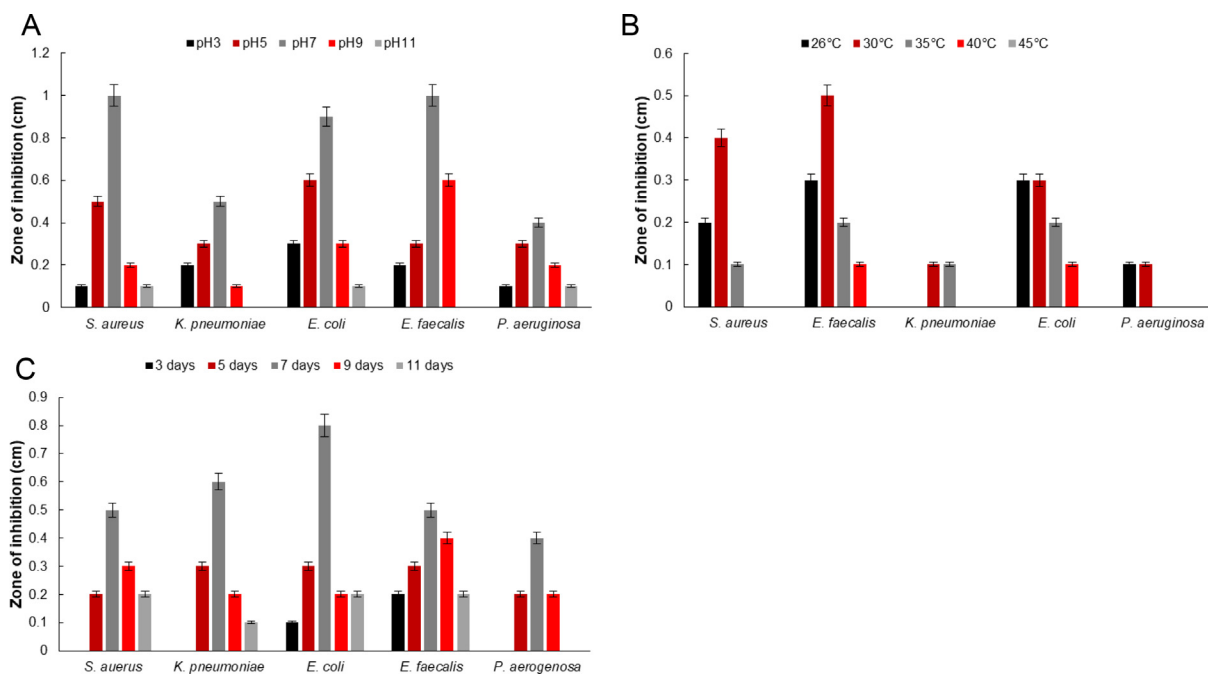 A
pH3 pH5 pH7 pH9 pH11
Zone of inhibition (cm)
1.2
1
0.8
0.6
0.4
0.2
0
S. aureus K. pneumoniae E. coli E. faecalis P. aeruginosa
B
26°C 30°C 35°C 40°C 45°C
Zone of inhibition (cm)
0.6
0.5
0.4
0.3
0.2
0.1
0
S. aureus E. faecalis K. pneumoniae E. coli P. aeruginosa
C
3 days 5 days 7 days 9 days 11 days
Zone of inhibition (cm)
0.9
0.8
0.7
0.6
0.5
0.4
0.3
0.2
0.1
0
S. auerus K. pneumoniae E. coli E. faecalis P. aerogenosa